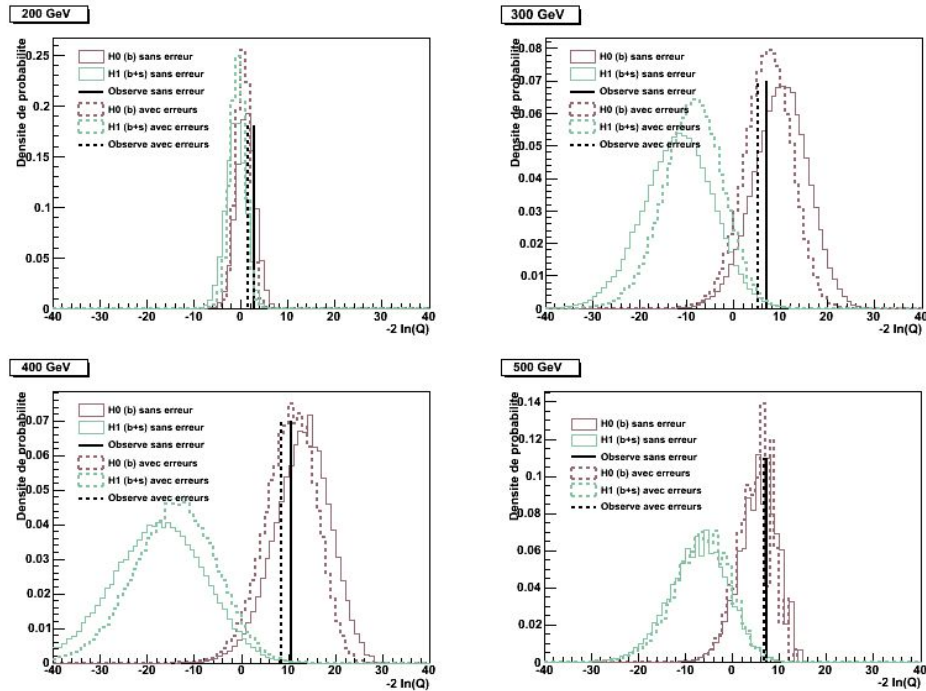 200 GeV
Densite de probabilite
0.25
0.2
0.15
0.1
0.05
0
H0 (b) sans erreur
H1 (b+s) sans erreur
Observe sans erreur
H0 (b) avec erreurs
H1 (b+s) avec erreurs
Observe avec erreurs
-40 -30 -20 -10 0 10 20 30 40
-2 ln(Q)
300 GeV
Densite de probabilite
0.08
0.07
0.06
0.05
0.04
0.03
0.02
0.01
0
H0 (b) sans erreur
H1 (b+s) sans erreur
Observe sans erreur
H0 (b) avec erreurs
H1 (b+s) avec erreurs
Observe avec erreurs
-40 -30 -20 -10 0 10 20 30 40
-2 ln(Q)
400 GeV
Densite de probabilite
0.07
0.06
0.05
0.04
0.03
0.02
0.01
0
H0 (b) sans erreur
H1 (b+s) sans erreur
Observe sans erreur
H0 (b) avec erreurs
H1 (b+s) avec erreurs
Observe avec erreurs
-40 -30 -20 -10 0 10 20 30 40
-2 ln(Q)
500 GeV
Densite de probabilite
0.14
0.12
0.1
0.08
0.06
0.04
0.02
0
H0 (b) sans erreur
H1 (b+s) sans erreur
Observe sans erreur
H0 (b) avec erreurs
H1 (b+s) avec erreurs
Observe avec erreurs
-40 -30 -20 -10 0 10 20 30 40
-2 ln(Q)